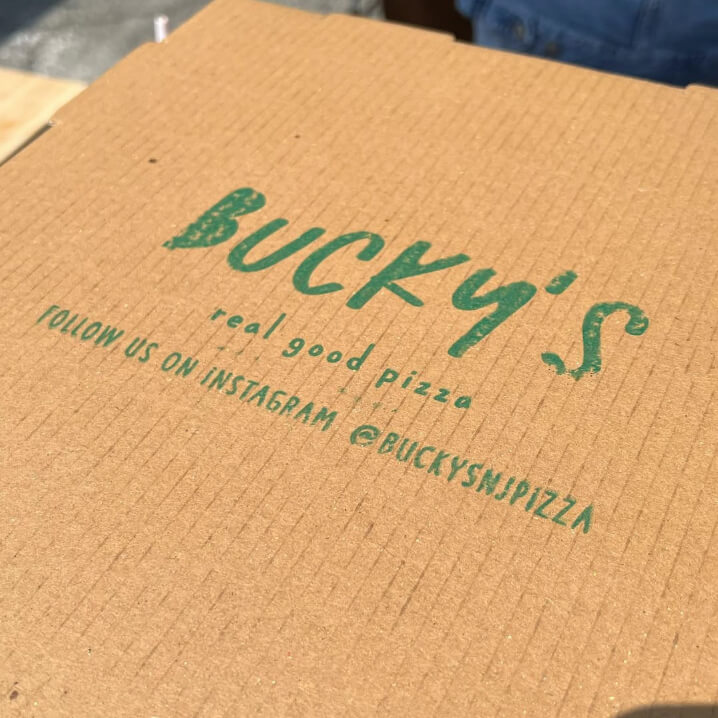 BUCKY'S
real good pizza
FOLLOW US ON INSTAGRAM @BUCKYSNJPIZZA